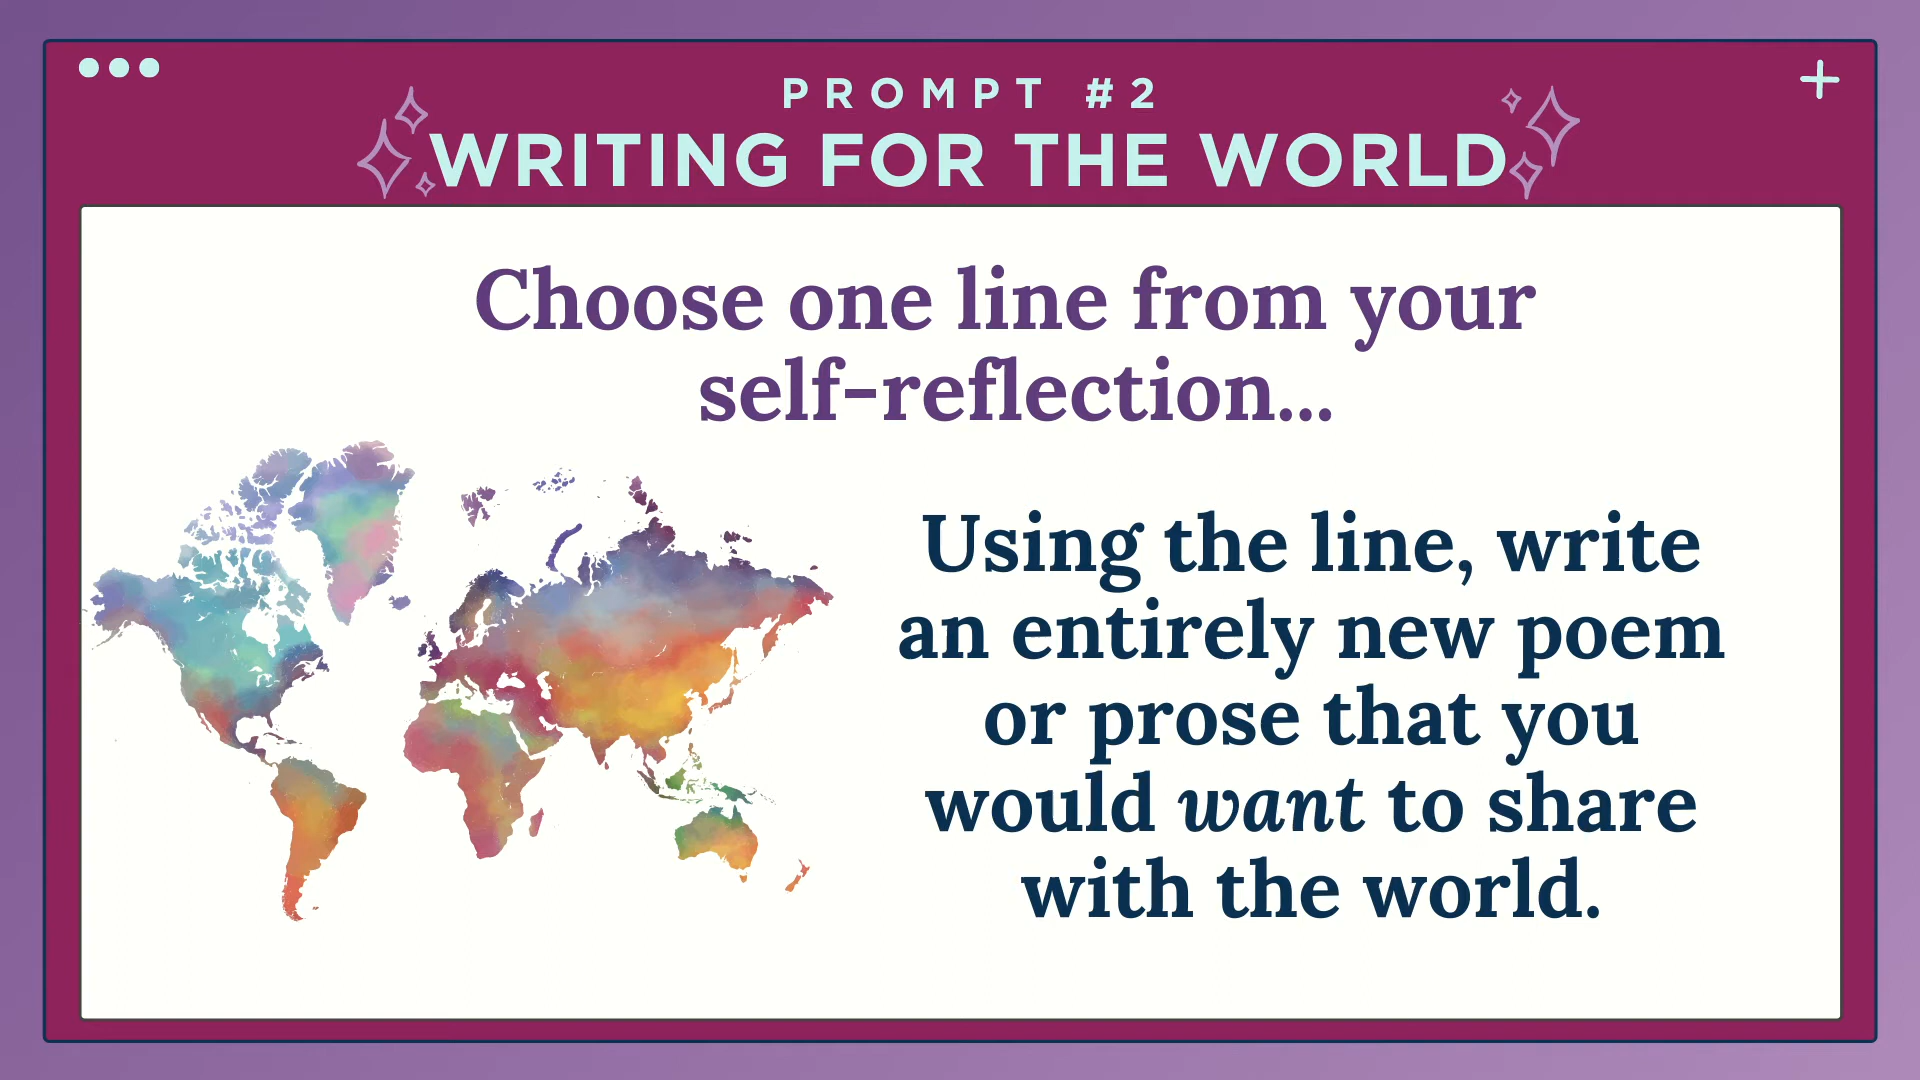 PROMPT #2
WRITING FOR THE WORLD
Choose one line from your
self-reflection...
Using the line, write
an entirely new poem
or prose that you
would want to share
with the world.